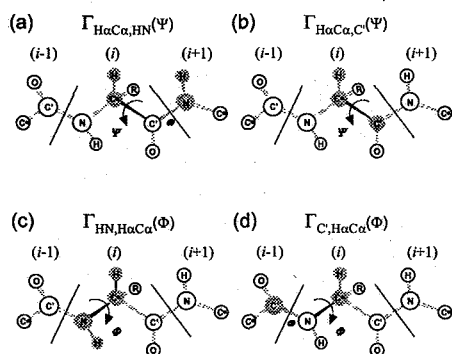 (a) Γ_HαCα,HN(Ψ)
(i-1) (i) (i+1)
O H H
C' C R N
C N Ψ C' C
H O
(b) Γ_HαCα,C'(Ψ)
(i-1) (i) (i+1)
O H H
C' R N
C N Ψ C
H O
(c) Γ_HN,HαCα(Φ)
(i-1) (i) (i+1)
O H
C' R N
C N Φ C' C
H O
(d) Γ_C',HαCα(Φ)
(i-1) (i) (i+1)
O H
C R N
C N Φ C' C
H O